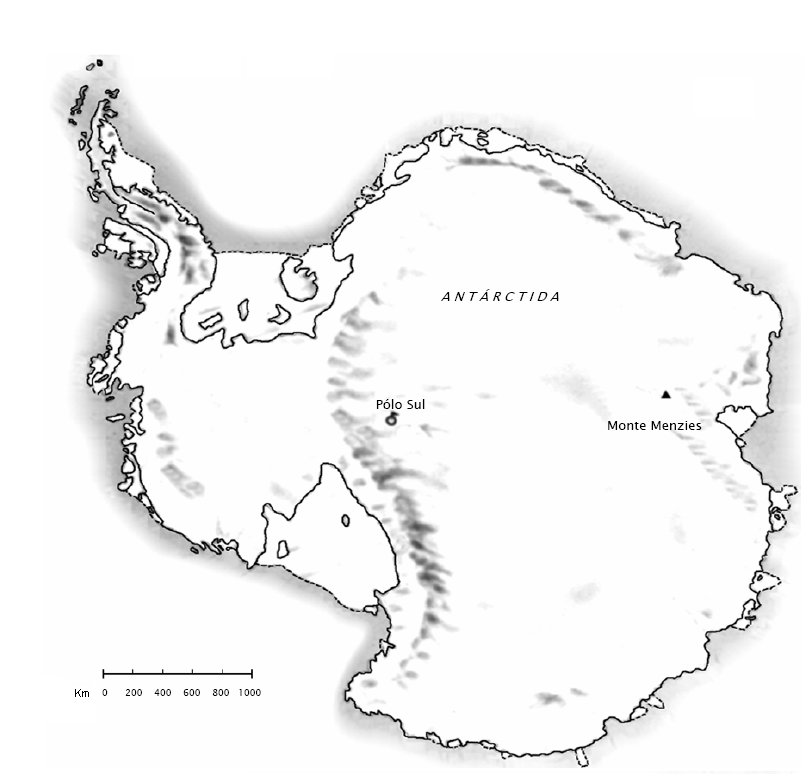 ANTÁRCTIDA
Pólo Sul
Monte Menzies
Km 0 200 400 600 800 1000